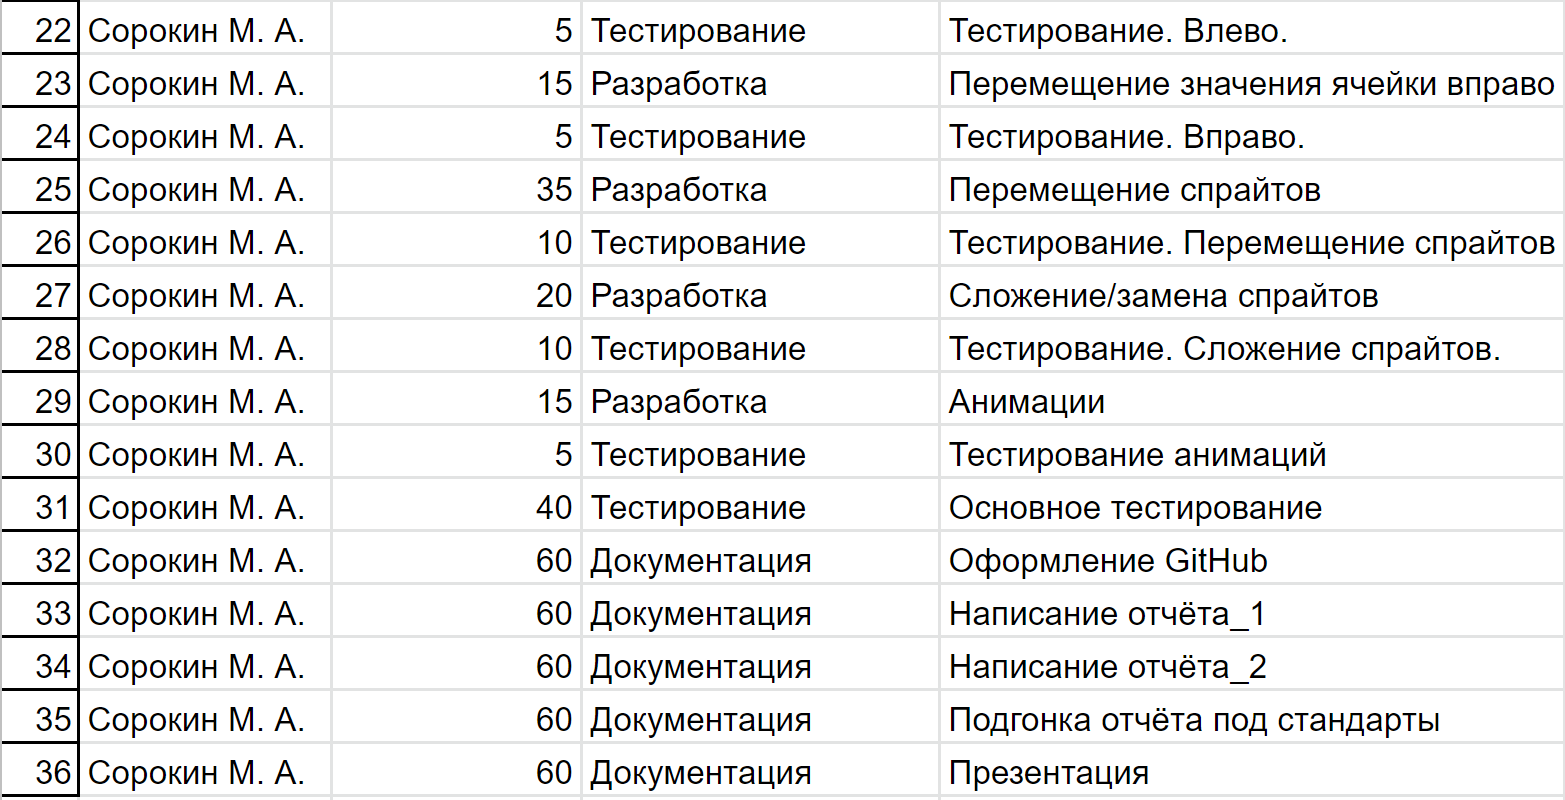 22 Сорокин М. А. 5 Тестирование Тестирование. Влево.
23 Сорокин М. А. 15 Разработка Перемещение значения ячейки вправо
24 Сорокин М. А. 5 Тестирование Тестирование. Вправо.
25 Сорокин М. А. 35 Разработка Перемещение спрайтов
26 Сорокин М. А. 10 Тестирование Тестирование. Перемещение спрайтов
27 Сорокин М. А. 20 Разработка Сложение/замена спрайтов
28 Сорокин М. А. 10 Тестирование Тестирование. Сложение спрайтов.
29 Сорокин М. А. 15 Разработка Анимации
30 Сорокин М. А. 5 Тестирование Тестирование анимаций
31 Сорокин М. А. 40 Тестирование Основное тестирование
32 Сорокин М. А. 60 Документация Оформление GitHub
33 Сорокин М. А. 60 Документация Написание отчёта_1
34 Сорокин М. А. 60 Документация Написание отчёта_2
35 Сорокин М. А. 60 Документация Подгонка отчёта под стандарты
36 Сорокин М. А. 60 Документация Презентация